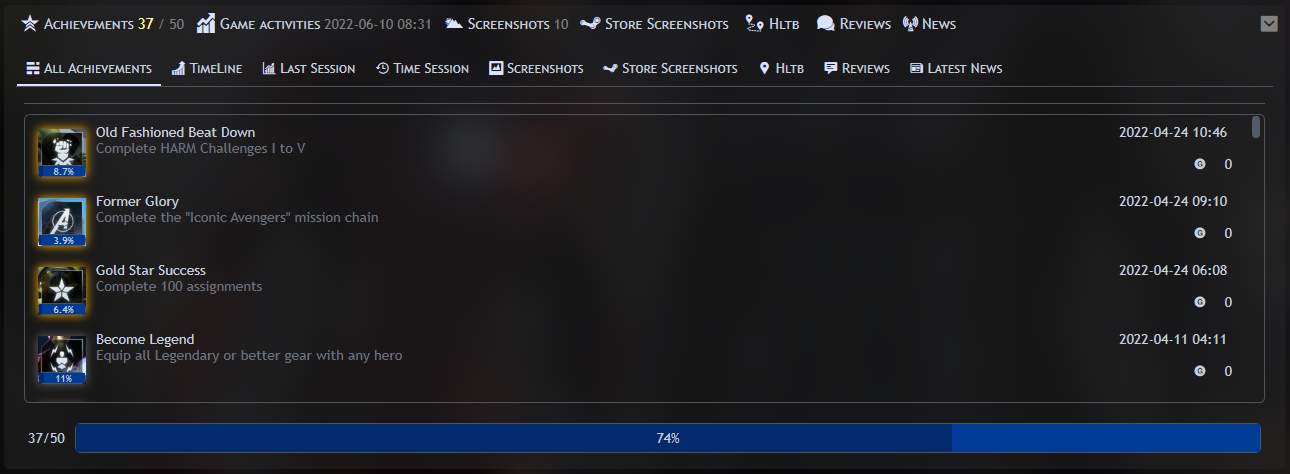 Achievements 37 / 50 Game activities 2022-06-10 08:31 Screenshots 10 Store Screenshots Hltb Reviews News
All Achievements TimeLine Last Session Time Session Screenshots Store Screenshots Hltb Reviews Latest News
Old Fashioned Beat Down 2022-04-24 10:46
Complete HARM Challenges I to V
G 0
8.7%
Former Glory 2022-04-24 09:10
Complete the "Iconic Avengers" mission chain
G 0
3.9%
Gold Star Success 2022-04-24 06:08
Complete 100 assignments
G 0
6.4%
Become Legend 2022-04-11 04:11
Equip all Legendary or better gear with any hero
G 0
11%
37/50 74%